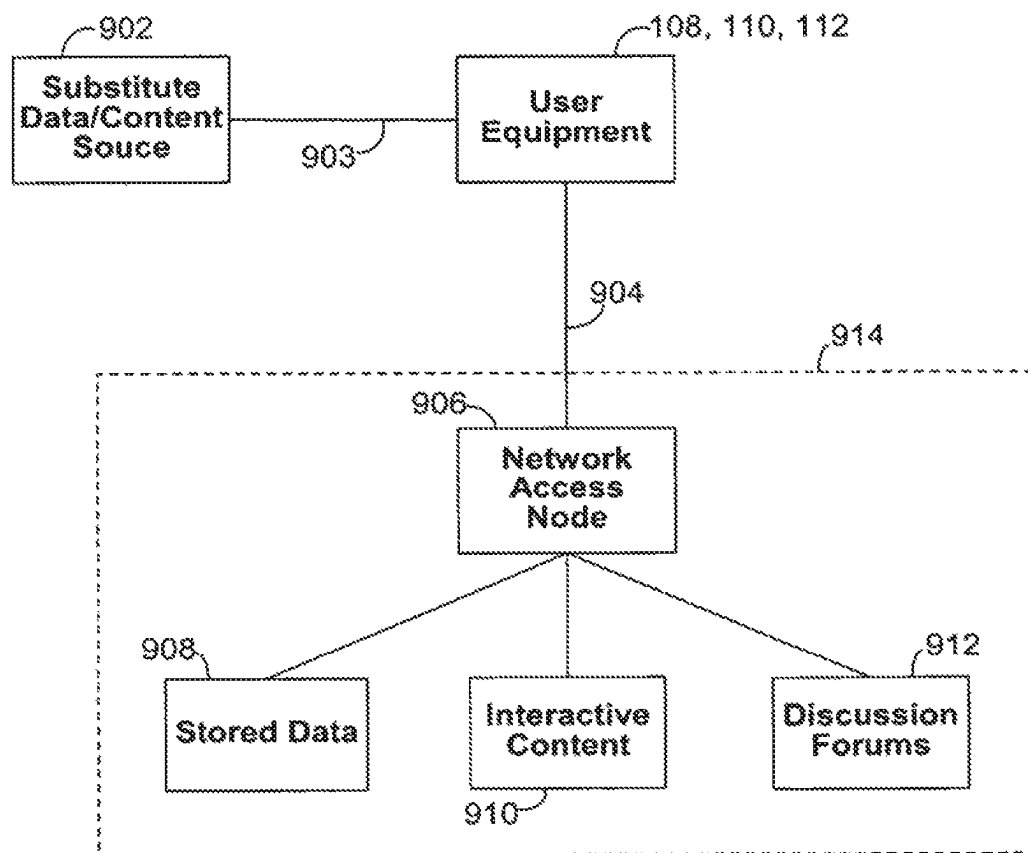 902
108, 110, 112
Substitute
Data/Content
Souce
User
Equipment
903
904
914
906
Network
Access
Node
908
912
Stored Data
Interactive
Content
Discussion
Forums
910